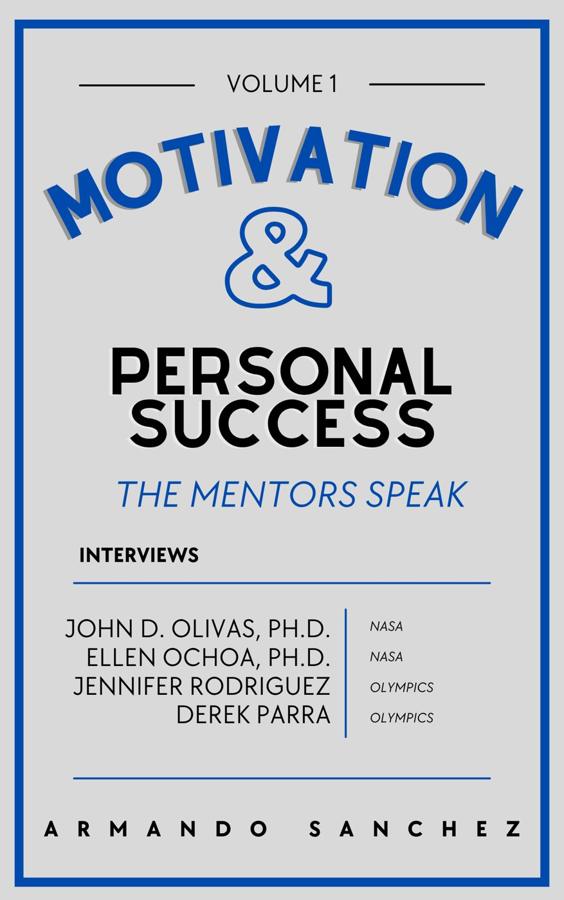 VOLUME 1
MOTIVATION
&
PERSONAL
SUCCESS
THE MENTORS SPEAK
INTERVIEWS
JOHN D. OLIVAS, PH.D. NASA
ELLEN OCHOA, PH.D. NASA
JENNIFER RODRIGUEZ OLYMPICS
DEREK PARRA OLYMPICS
ARMANDO SANCHEZ